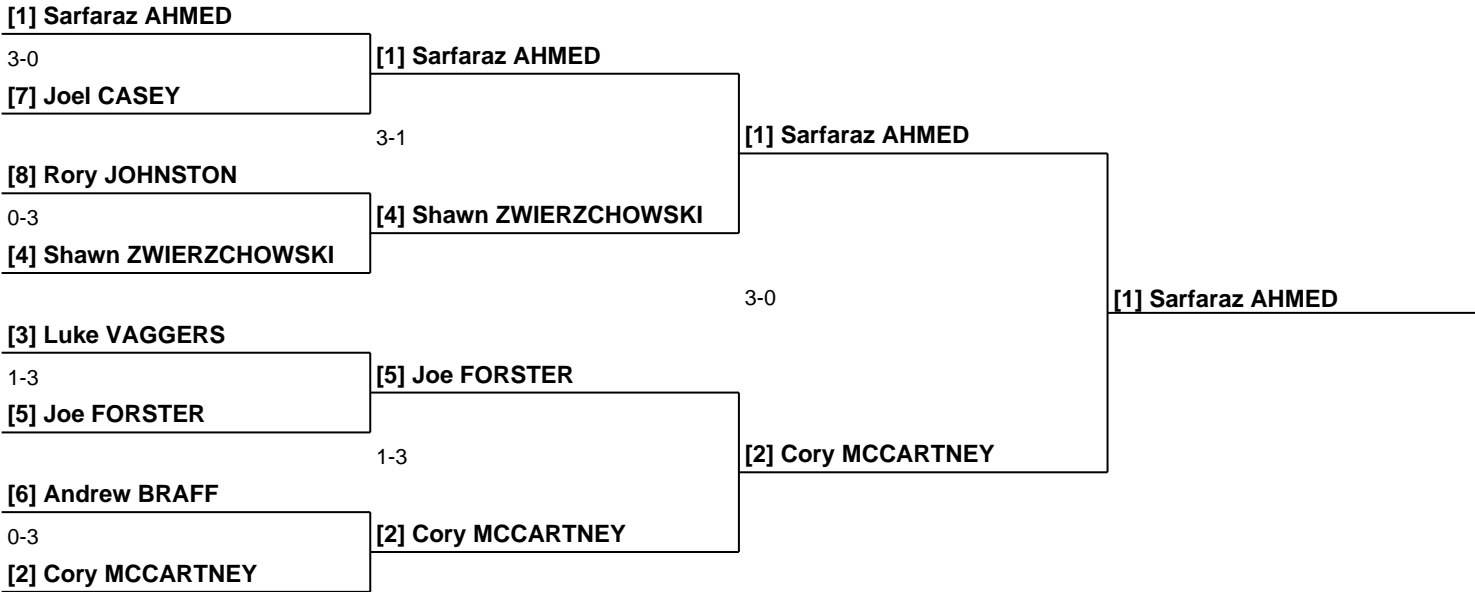 [1] Sarfaraz AHMED
3-0
[7] Joel CASEY
[8] Rory JOHNSTON
0-3
[4] Shawn ZWIERZCHOWSKI
[3] Luke VAGGERS
1-3
[5] Joe FORSTER
[6] Andrew BRAFF
0-3
[2] Cory MCCARTNEY
[1] Sarfaraz AHMED
3-1
[4] Shawn ZWIERZCHOWSKI
[5] Joe FORSTER
1-3
[2] Cory MCCARTNEY
[1] Sarfaraz AHMED
3-0
[2] Cory MCCARTNEY
[1] Sarfaraz AHMED